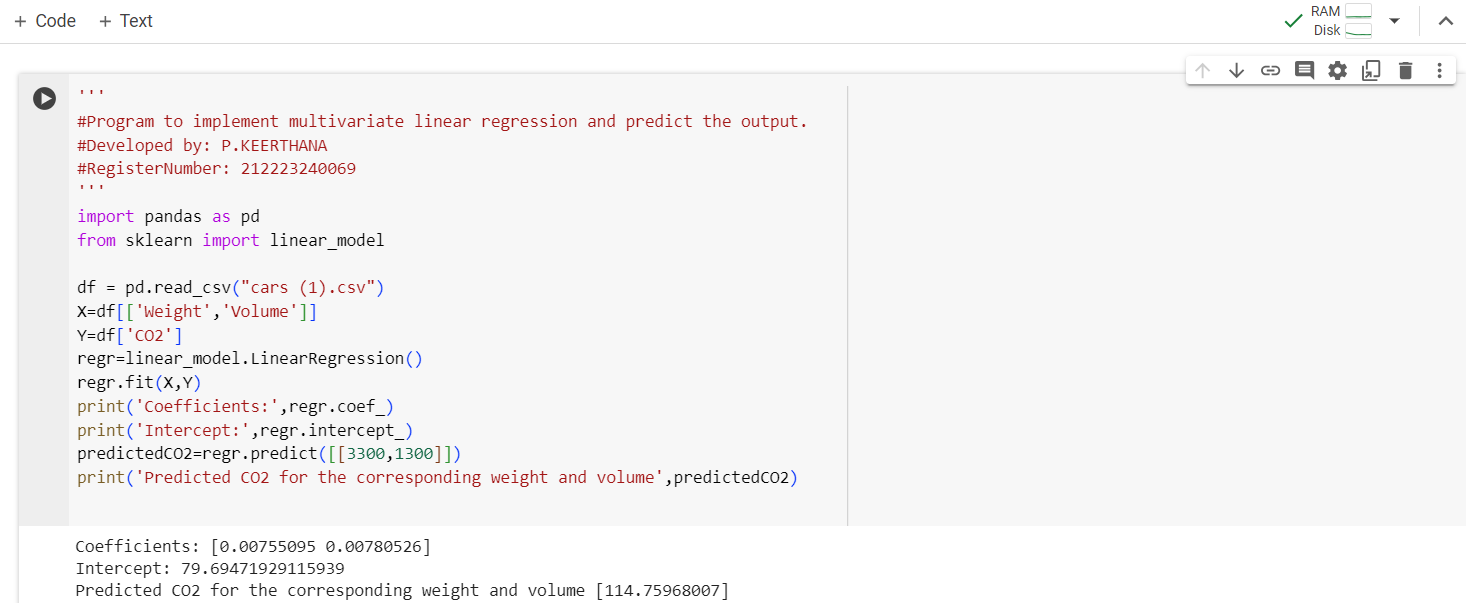 + Code + Text
RAM
Disk
'''
#Program to implement multivariate linear regression and predict the output.
#Developed by: P.KEERTHANA
#RegisterNumber: 212223240069
'''
import pandas as pd
from sklearn import linear_model
df = pd.read_csv("cars (1).csv")
X=df[['Weight','Volume']]
Y=df['CO2']
regr=linear_model.LinearRegression()
regr.fit(X,Y)
print('Coefficients:',regr.coef_)
print('Intercept:',regr.intercept_)
predictedCO2=regr.predict([[3300,1300]])
print('Predicted CO2 for the corresponding weight and volume',predictedCO2)
Coefficients: [0.00755095 0.00780526]
Intercept: 79.69471929115939
Predicted CO2 for the corresponding weight and volume [114.75968007]